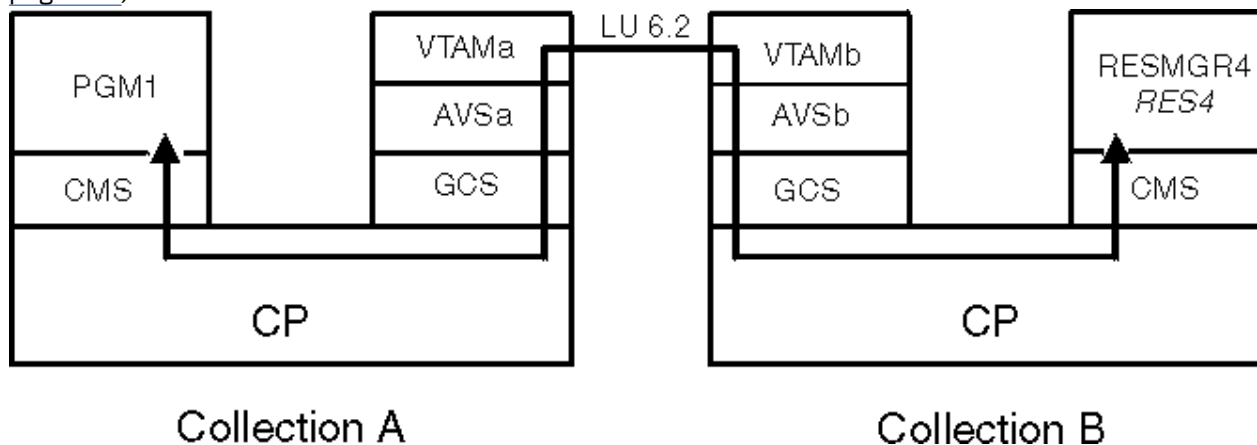 PGM1
CMS
VTAMa
AVSa
GCS
LU 6.2
VTAMb
AVSb
GCS
RESMGR4
RES4
CMS
CP
CP
Collection A
Collection B